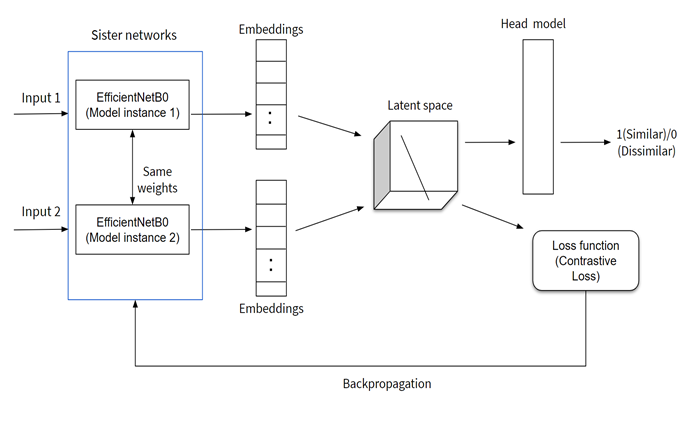 Sister networks
Embeddings
Head model
Input 1
EfficientNetB0
(Model instance 1)
Latent space
1(Similar)/0
(Dissimilar)
Same
weights
Input 2
EfficientNetB0
(Model instance 2)
Loss function
(Contrastive
Loss)
Embeddings
Backpropagation